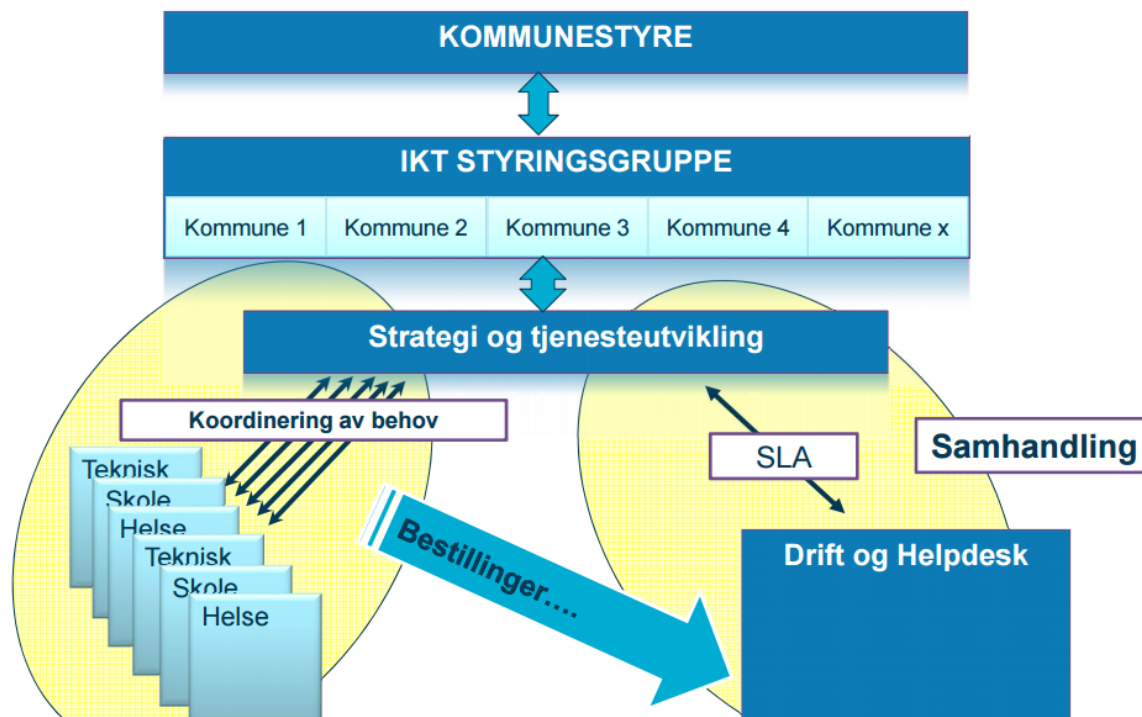 KOMMUNESTYRE
IKT STYRINGSGRUPPE
Kommune 1 Kommune 2 Kommune 3 Kommune 4 Kommune x
Strategi og tjenesteutvikling
Koordinering av behov
SLA
Samhandling
Teknisk
Skole
Helse
Teknisk
Skole
Helse
Bestillinger....
Drift og Helpdesk